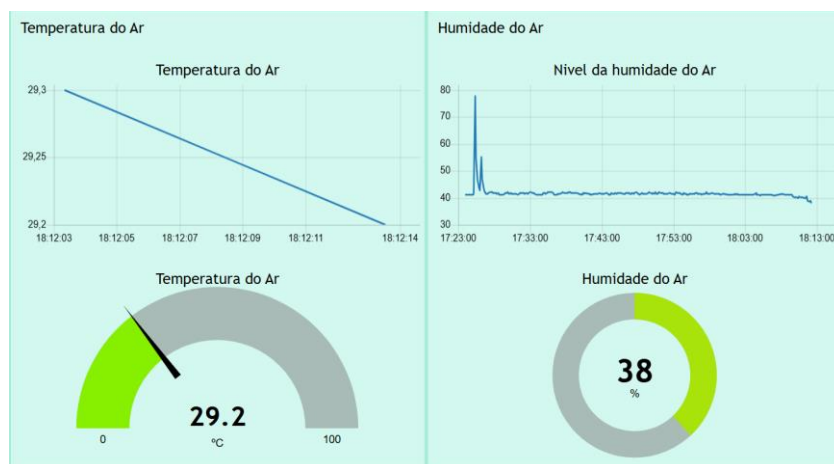 Temperatura do Ar
Temperatura do Ar
29,3
29,25
29,2
18:12:03 18:12:05 18:12:07 18:12:09 18:12:11 18:12:14
Temperatura do Ar
29.2
ºC
0 100
Humidade do Ar
Nivel da humidade do Ar
80
70
60
50
40
30
17:23:00 17:33:00 17:43:00 17:53:00 18:03:00 18:13:00
Humidade do Ar
38
%